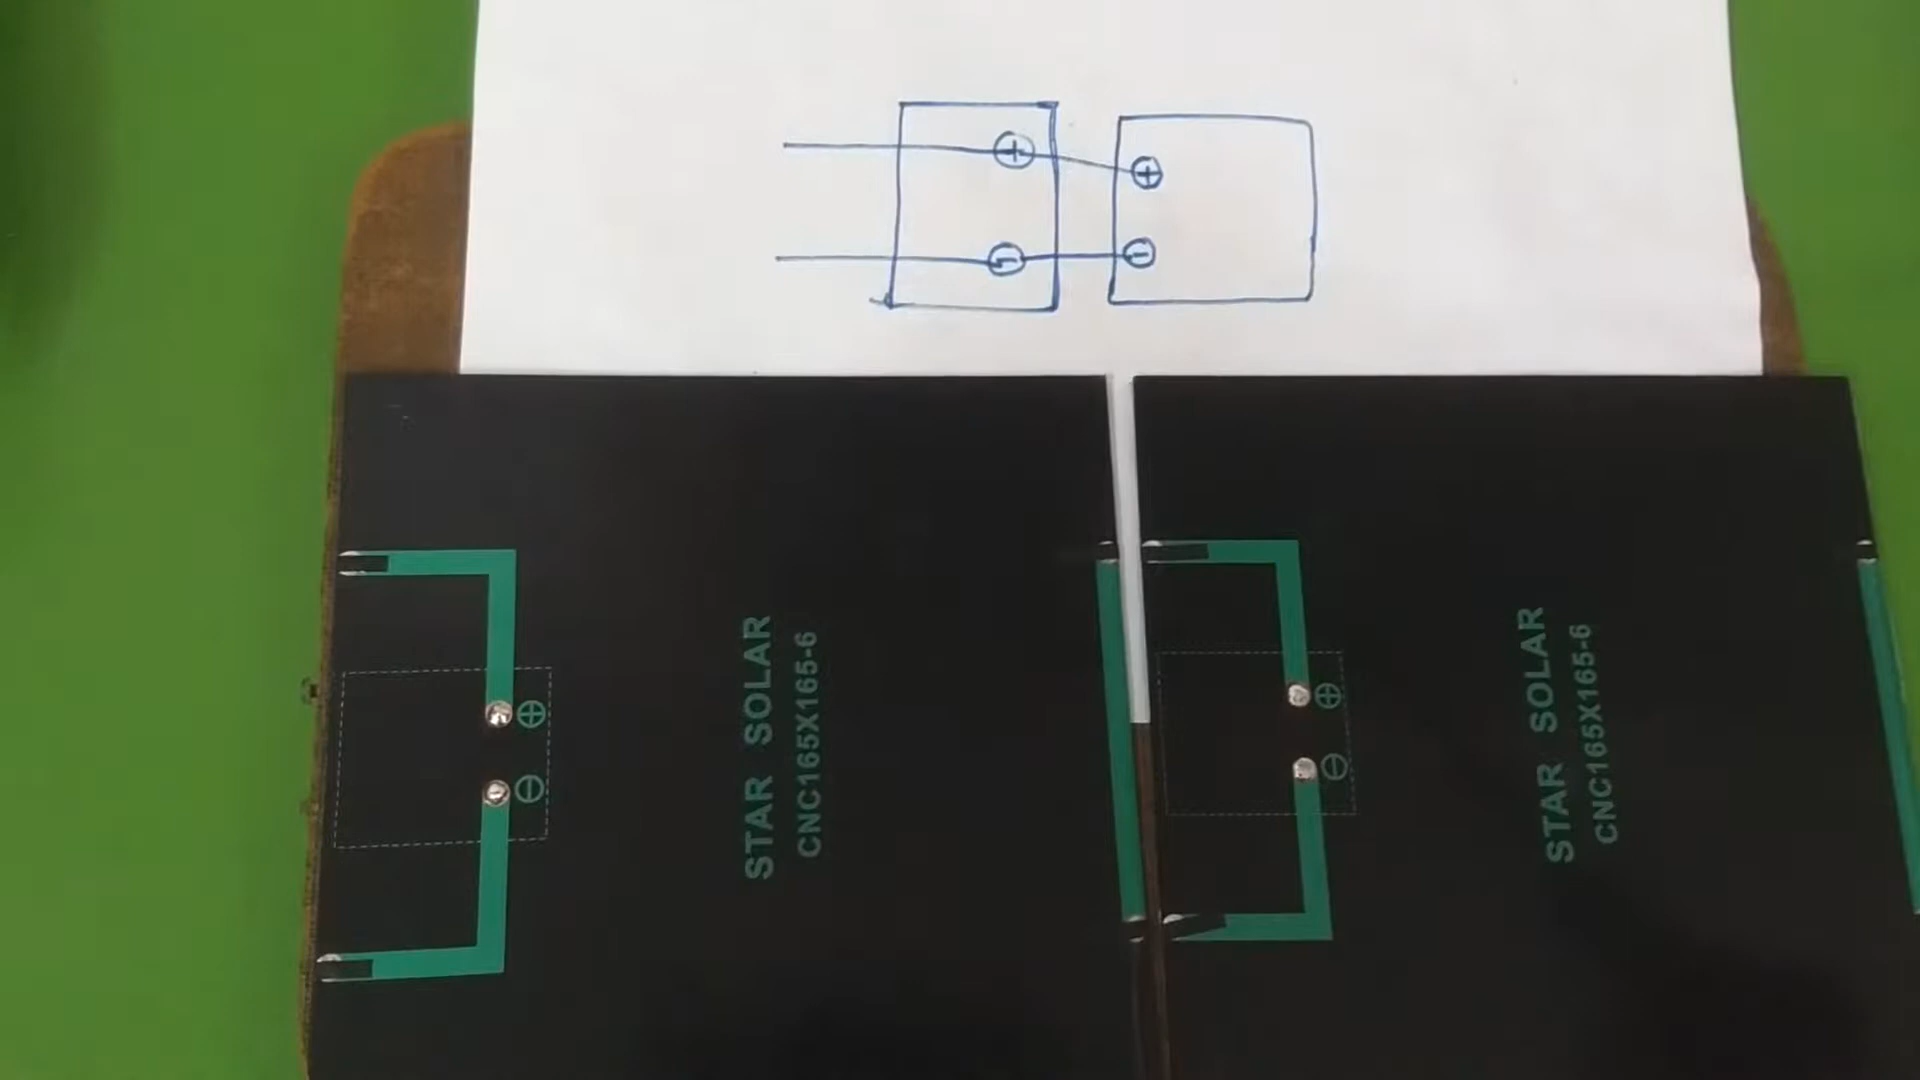 + +
− −
STAR SOLAR
CNC165X165-6
⊕
⊖
STAR SOLAR
CNC165X165-6
⊕
⊖